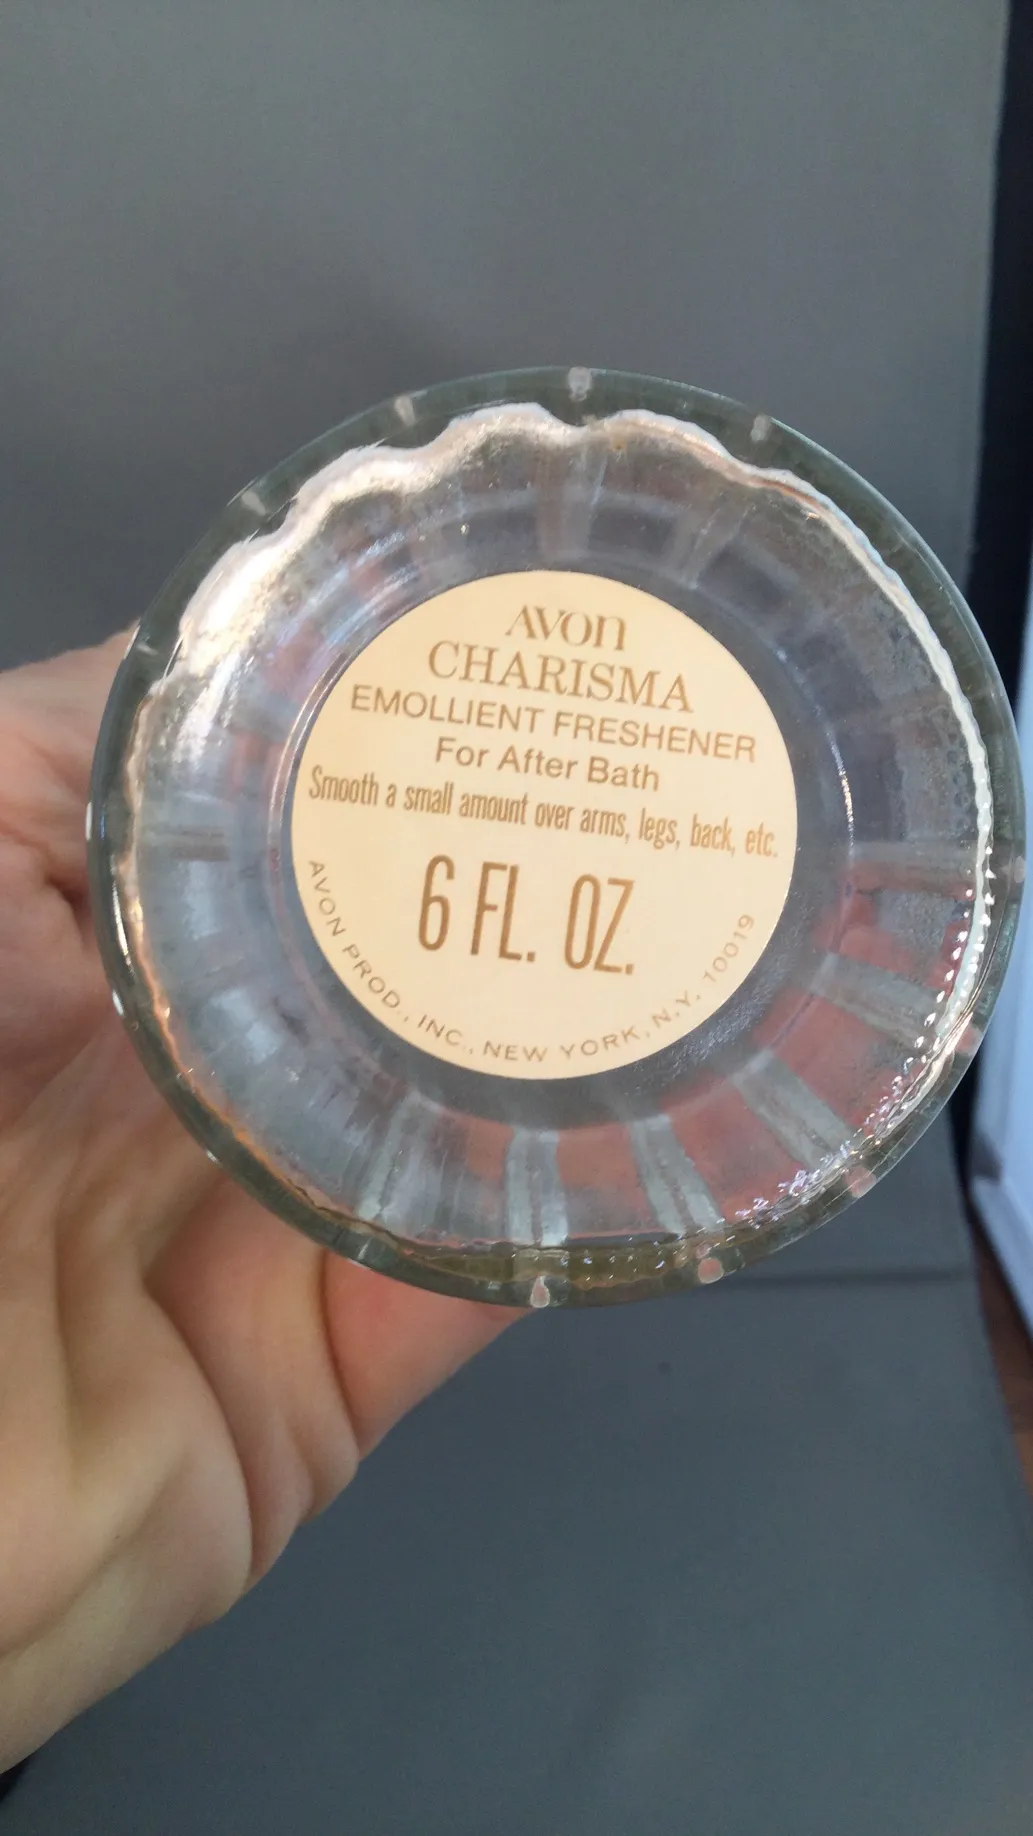 AVON
CHARISMA
EMOLLIENT FRESHENER
For After Bath
Smooth a small amount over arms, legs, back, etc.
6 FL. OZ.
AVON PROD., INC., NEW YORK, N.Y. 10019